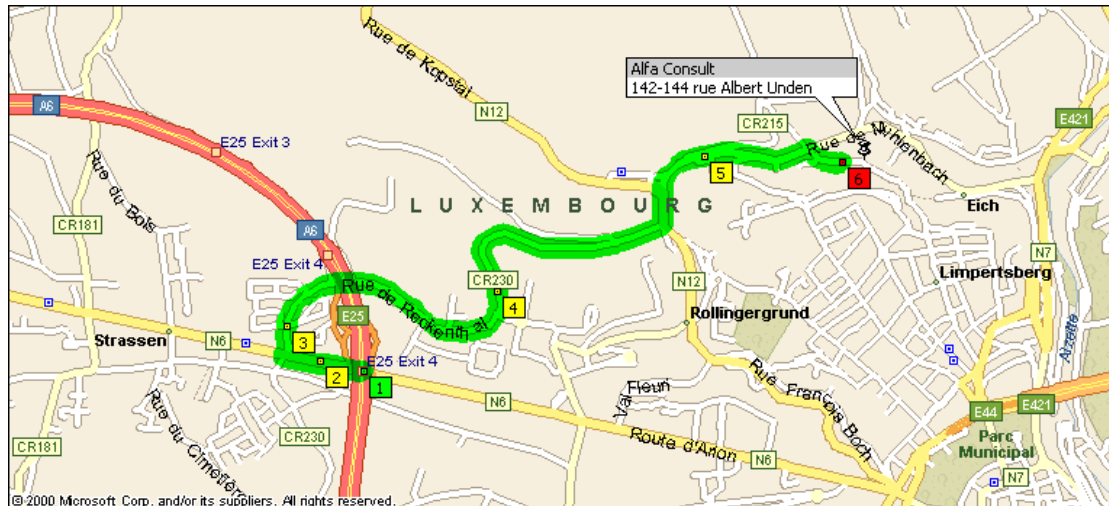 Rue de Kopstal
Alfa Consult
142-144 rue Albert Unden
A6
N12
CR215
E421
E25 Exit 3
Rue de Muhlenbach
Rue du Bois
5
6
Eich
LUXEMBOURG
CR181
A6
N7
E25 Exit 4
CR230
Limpertsberg
Rue de Reckenthal
N12
4
E25
Rollingergrund
Strassen
N6
3
E25 Exit 4
Alzette
2
1
N6
Val Fleuri
Rue François Boch
E44
E421
CR181
Rue du Cimetière
CR230
Route d'Arlon
N6
Parc
Municipal
N7
© 2000 Microsoft Corp. and/or its suppliers. All rights reserved.